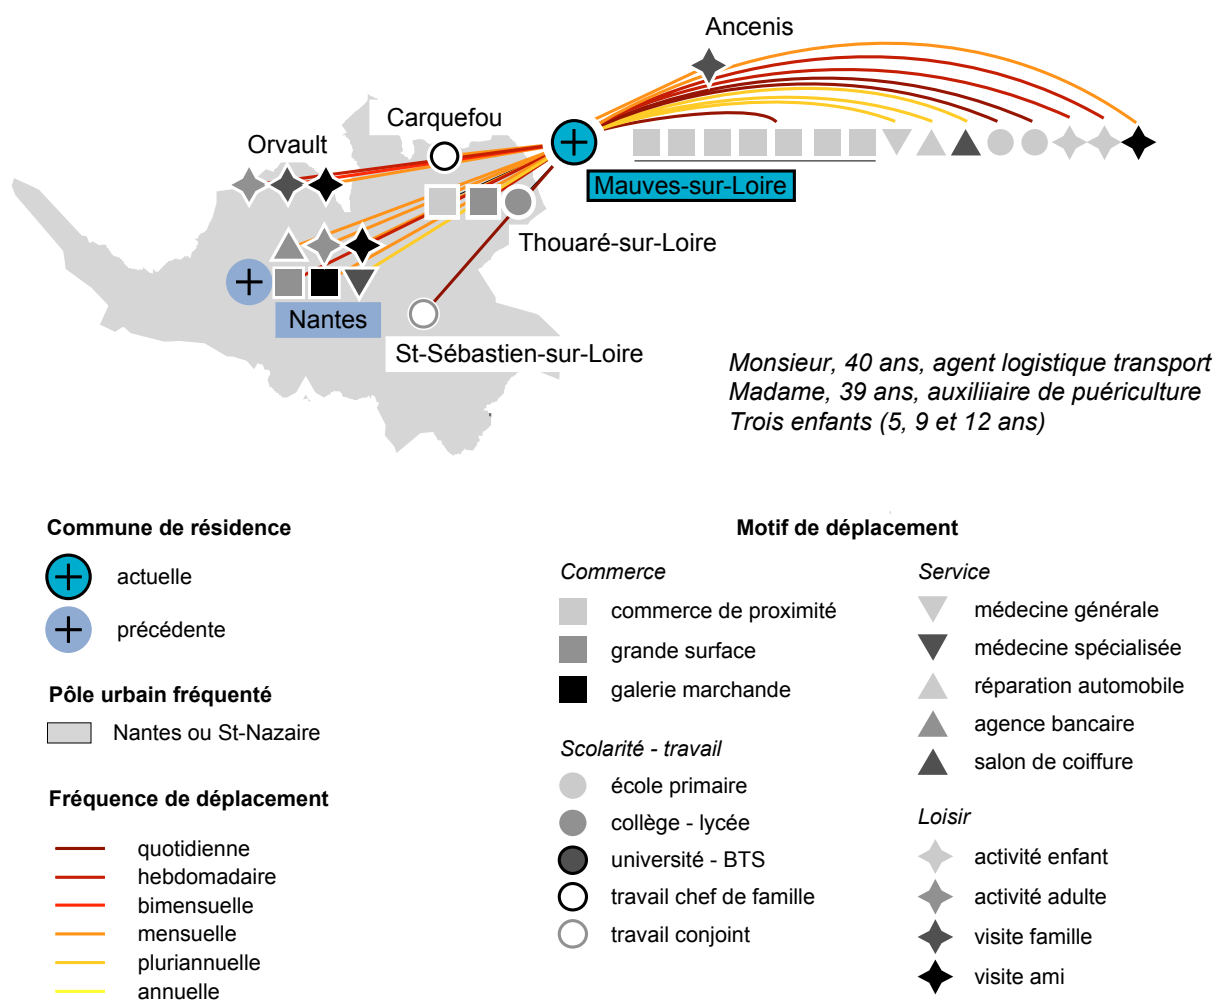 Ancenis
Carquefou
Orvault
Mauves-sur-Loire
Thouaré-sur-Loire
Nantes
St-Sébastien-sur-Loire
Monsieur, 40 ans, agent logistique transport
Madame, 39 ans, auxiliiaire de puériculture
Trois enfants (5, 9 et 12 ans)
Commune de résidence
actuelle
précédente
Pôle urbain fréquenté
Nantes ou St-Nazaire
Fréquence de déplacement
quotidienne
hebdomadaire
bimensuelle
mensuelle
pluriannuelle
annuelle
Motif de déplacement
Commerce
commerce de proximité
grande surface
galerie marchande
Scolarité - travail
école primaire
collège - lycée
université - BTS
travail chef de famille
travail conjoint
Service
médecine générale
médecine spécialisée
réparation automobile
agence bancaire
salon de coiffure
Loisir
activité enfant
activité adulte
visite famille
visite ami